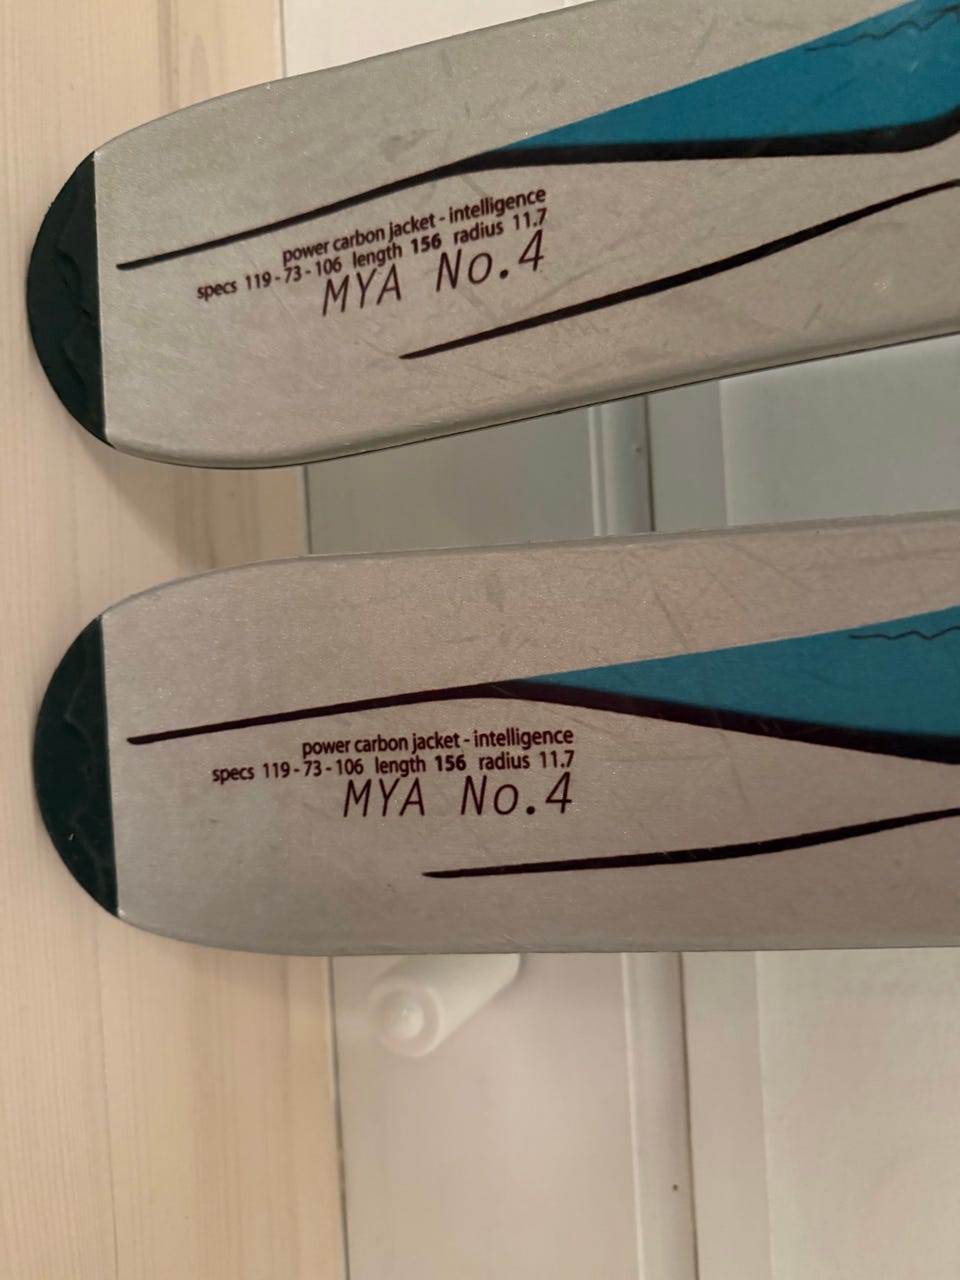 power carbon jacket - intelligence
specs 119 - 73 - 106 length 156 radius 11.7
MYA No.4
power carbon jacket - intelligence
specs 119 - 73 - 106 length 156 radius 11.7
MYA No.4